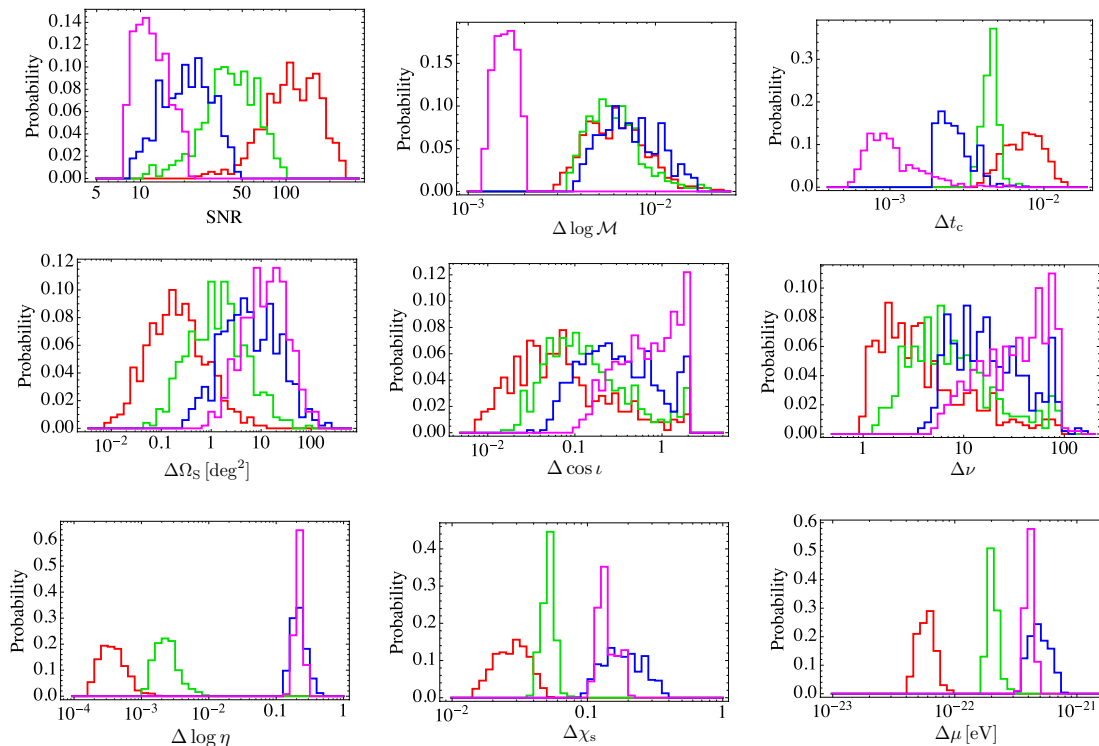 0.14
0.12
0.10
0.08
0.06
0.04
0.02
0.00
Probability
5 10 50 100
SNR
0.15
0.10
0.05
0.00
Probability
10⁻³ 10⁻²
Δ log ℳ
0.3
0.2
0.1
0.0
Probability
10⁻³ 10⁻²
Δt_c
0.12
0.10
0.08
0.06
0.04
0.02
0.00
Probability
10⁻² 0.1 1 10 100
ΔΩ_S [deg²]
0.12
0.10
0.08
0.06
0.04
0.02
0.00
Probability
10⁻² 0.1 1
Δ cos ι
0.10
0.08
0.06
0.04
0.02
0.00
Probability
1 10 100
Δν
0.6
0.5
0.4
0.3
0.2
0.1
0.0
Probability
10⁻⁴ 10⁻³ 10⁻² 0.1 1
Δ log η
0.4
0.3
0.2
0.1
0.0
Probability
10⁻² 0.1 1
Δχ_s
0.6
0.5
0.4
0.3
0.2
0.1
0.0
Probability
10⁻²³ 10⁻²² 10⁻²¹
Δμ [eV]